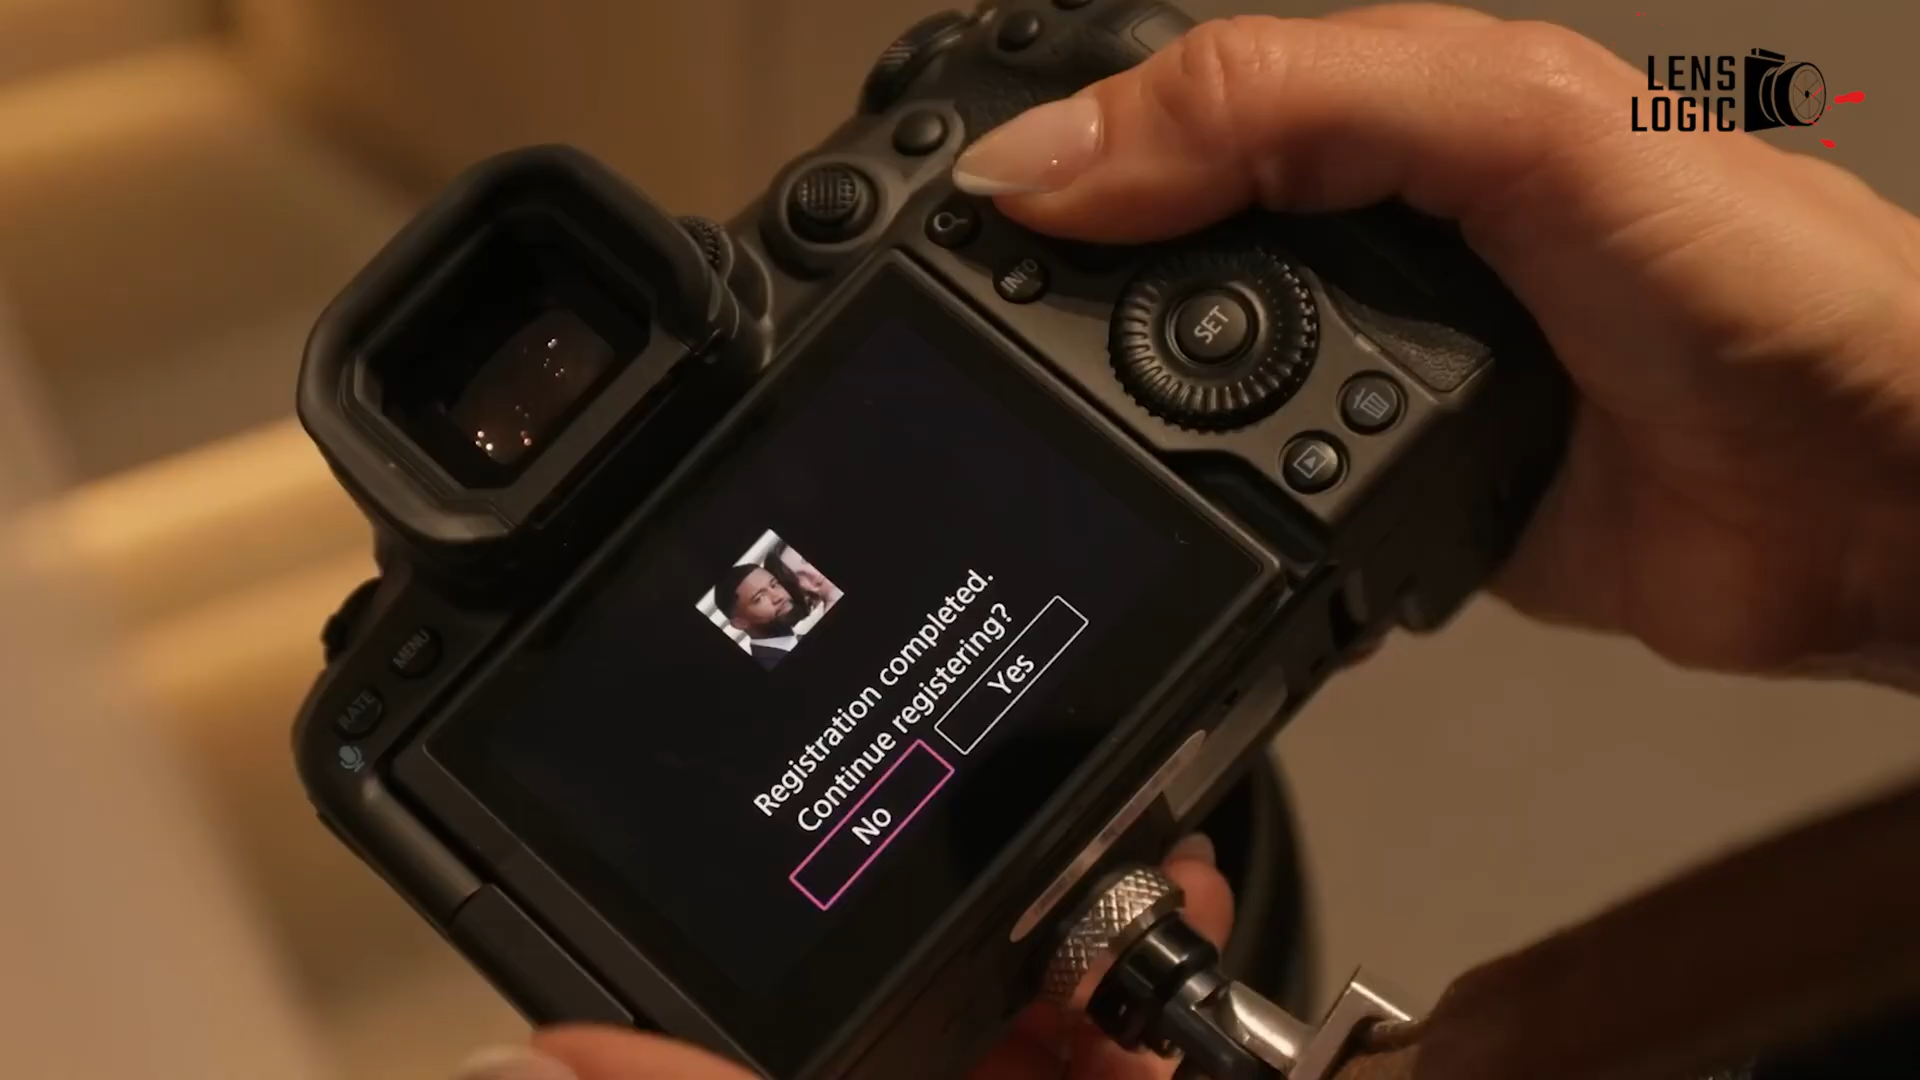 LENS
LOGIC
INFO
SET
MENU
RATE
Registration completed.
Continue registering?
No
Yes